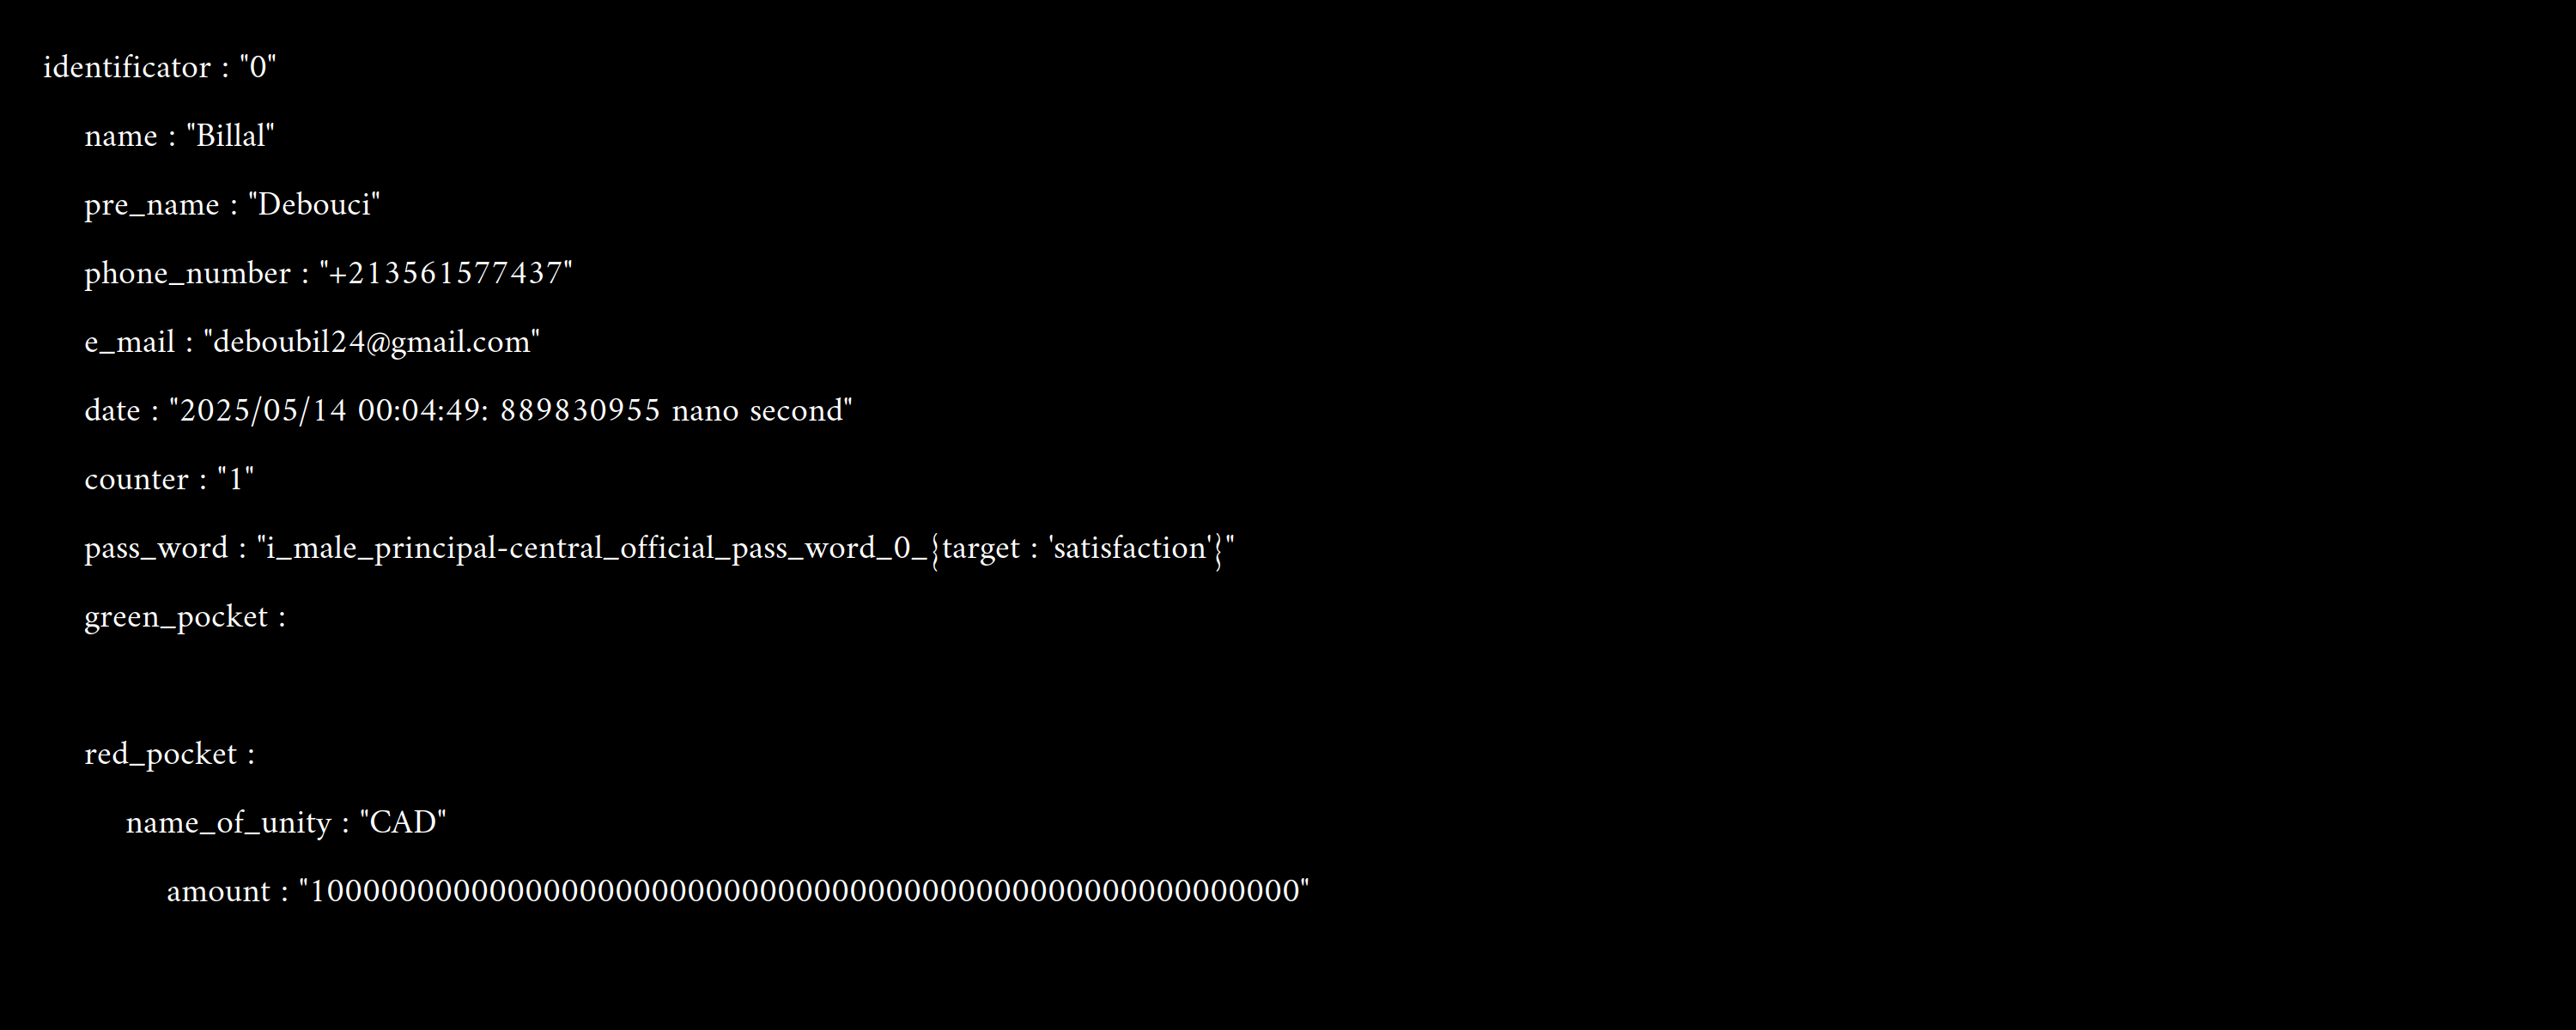 identificator : "0"
name : "Billal"
pre_name : "Debouci"
phone_number : "+213561577437"
e_mail : "deboubil24@gmail.com"
date : "2025/05/14 00:04:49: 889830955 nano second"
counter : "1"
pass_word : "i_male_principal-central_official_pass_word_0_{target : 'satisfaction'}"
green_pocket :
red_pocket :
name_of_unity : "CAD"
amount : "1000000000000000000000000000000000000000000000000000000"